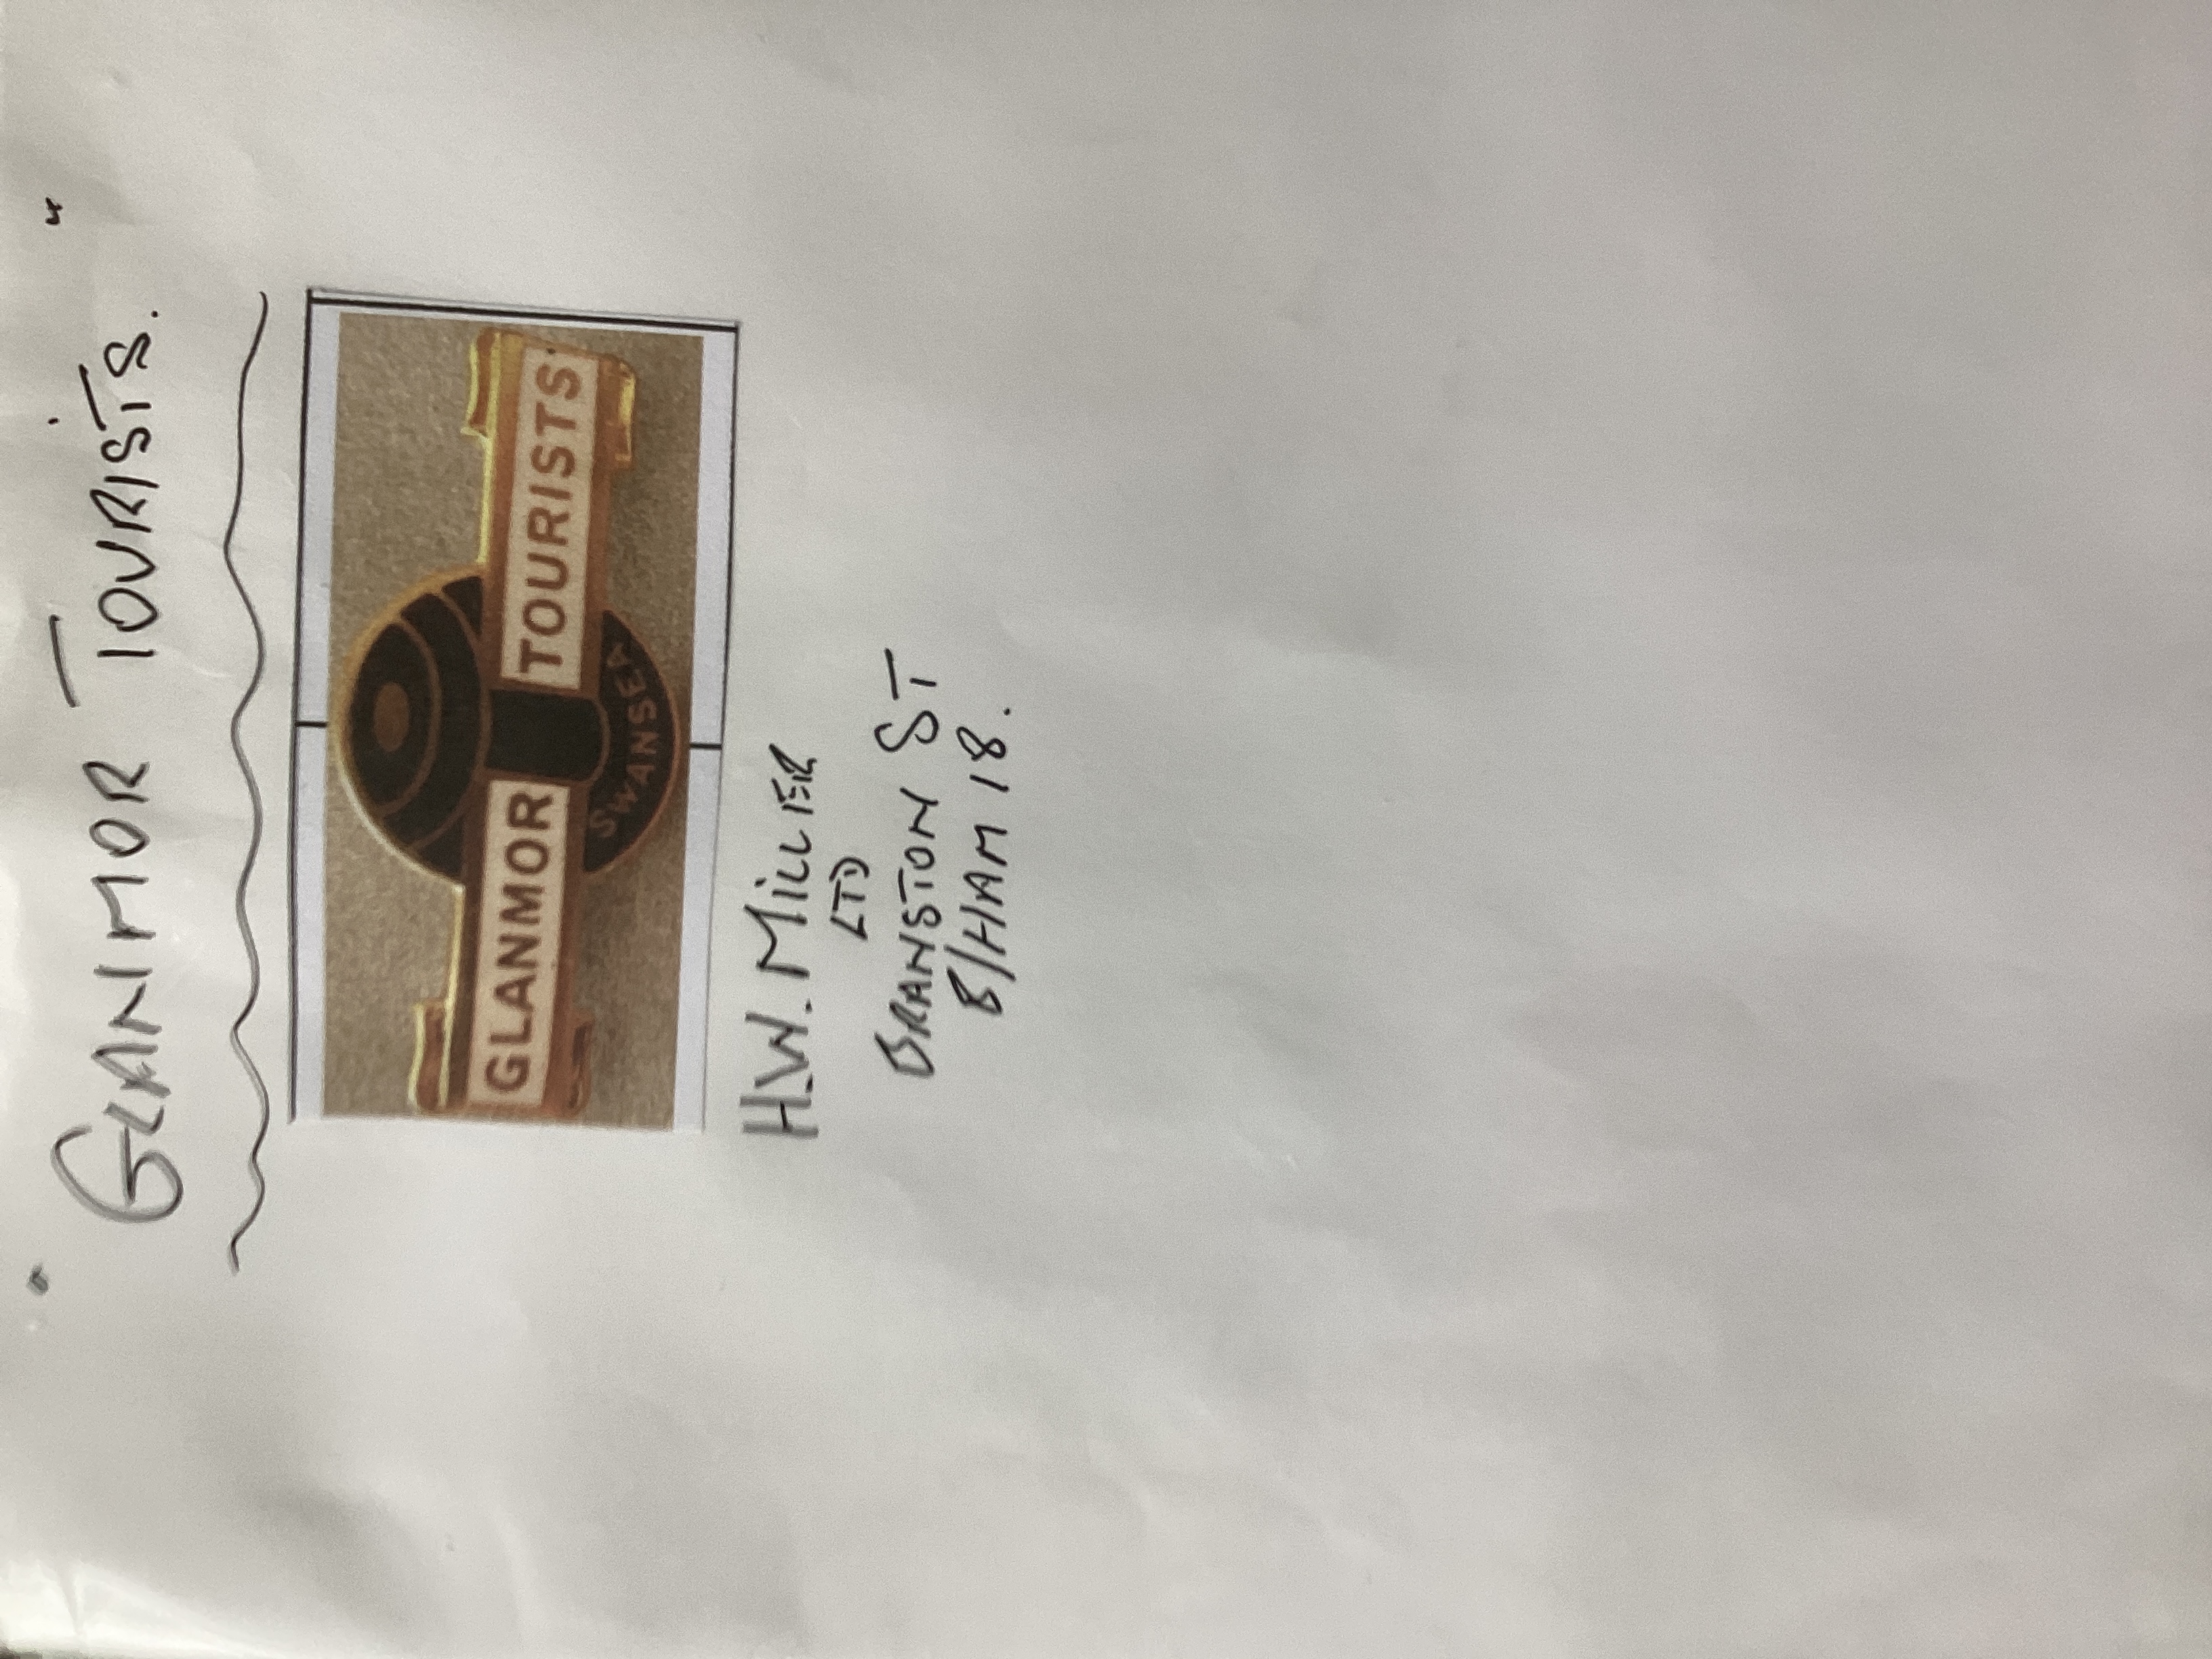 GLANMOR TOURISTS.
GLANMOR TOURISTS
SWANSEA
H.W. MILLER
LTD
BRANSTON ST
B/HAM 18.